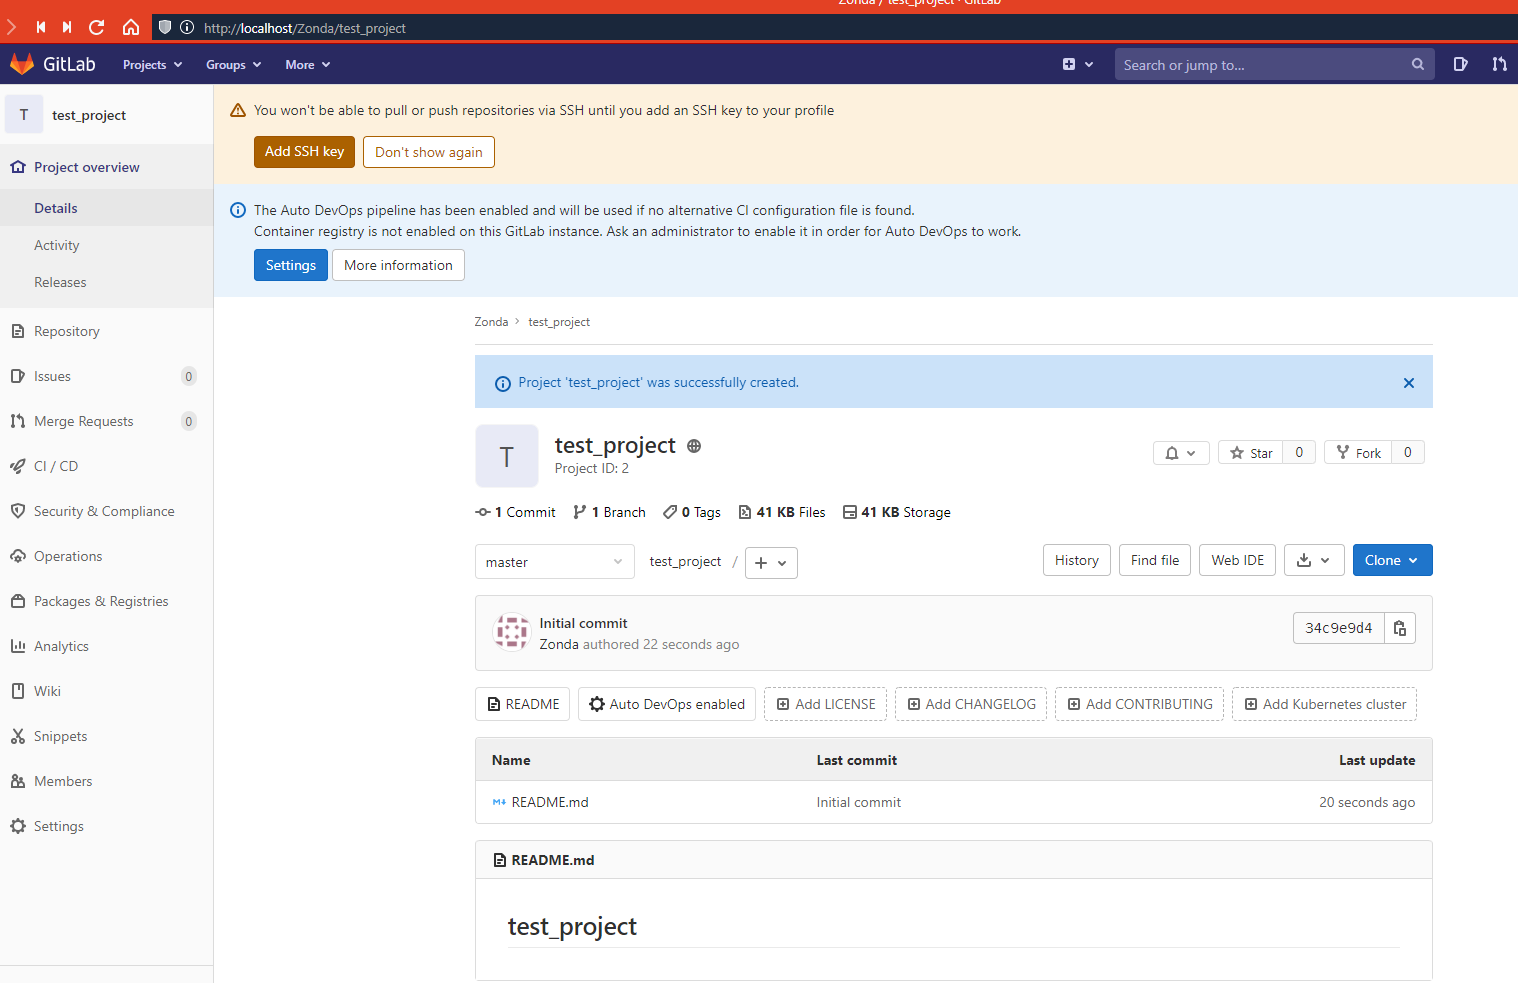 Zonda / test_project · GitLab
http://localhost/Zonda/test_project
GitLab Projects Groups More Search or jump to...
T test_project
Project overview
Details
Activity
Releases
Repository
Issues 0
Merge Requests 0
CI / CD
Security & Compliance
Operations
Packages & Registries
Analytics
Wiki
Snippets
Members
Settings
You won't be able to pull or push repositories via SSH until you add an SSH key to your profile
Add SSH key Don't show again
The Auto DevOps pipeline has been enabled and will be used if no alternative CI configuration file is found.
Container registry is not enabled on this GitLab instance. Ask an administrator to enable it in order for Auto DevOps to work.
Settings More information
Zonda > test_project
Project 'test_project' was successfully created.
T test_project
Project ID: 2
Star 0 Fork 0
1 Commit 1 Branch 0 Tags 41 KB Files 41 KB Storage
master test_project / + History Find file Web IDE Clone
Initial commit
Zonda authored 22 seconds ago
34c9e9d4
README Auto DevOps enabled Add LICENSE Add CHANGELOG Add CONTRIBUTING Add Kubernetes cluster
Name Last commit Last update
README.md Initial commit 20 seconds ago
README.md
test_project